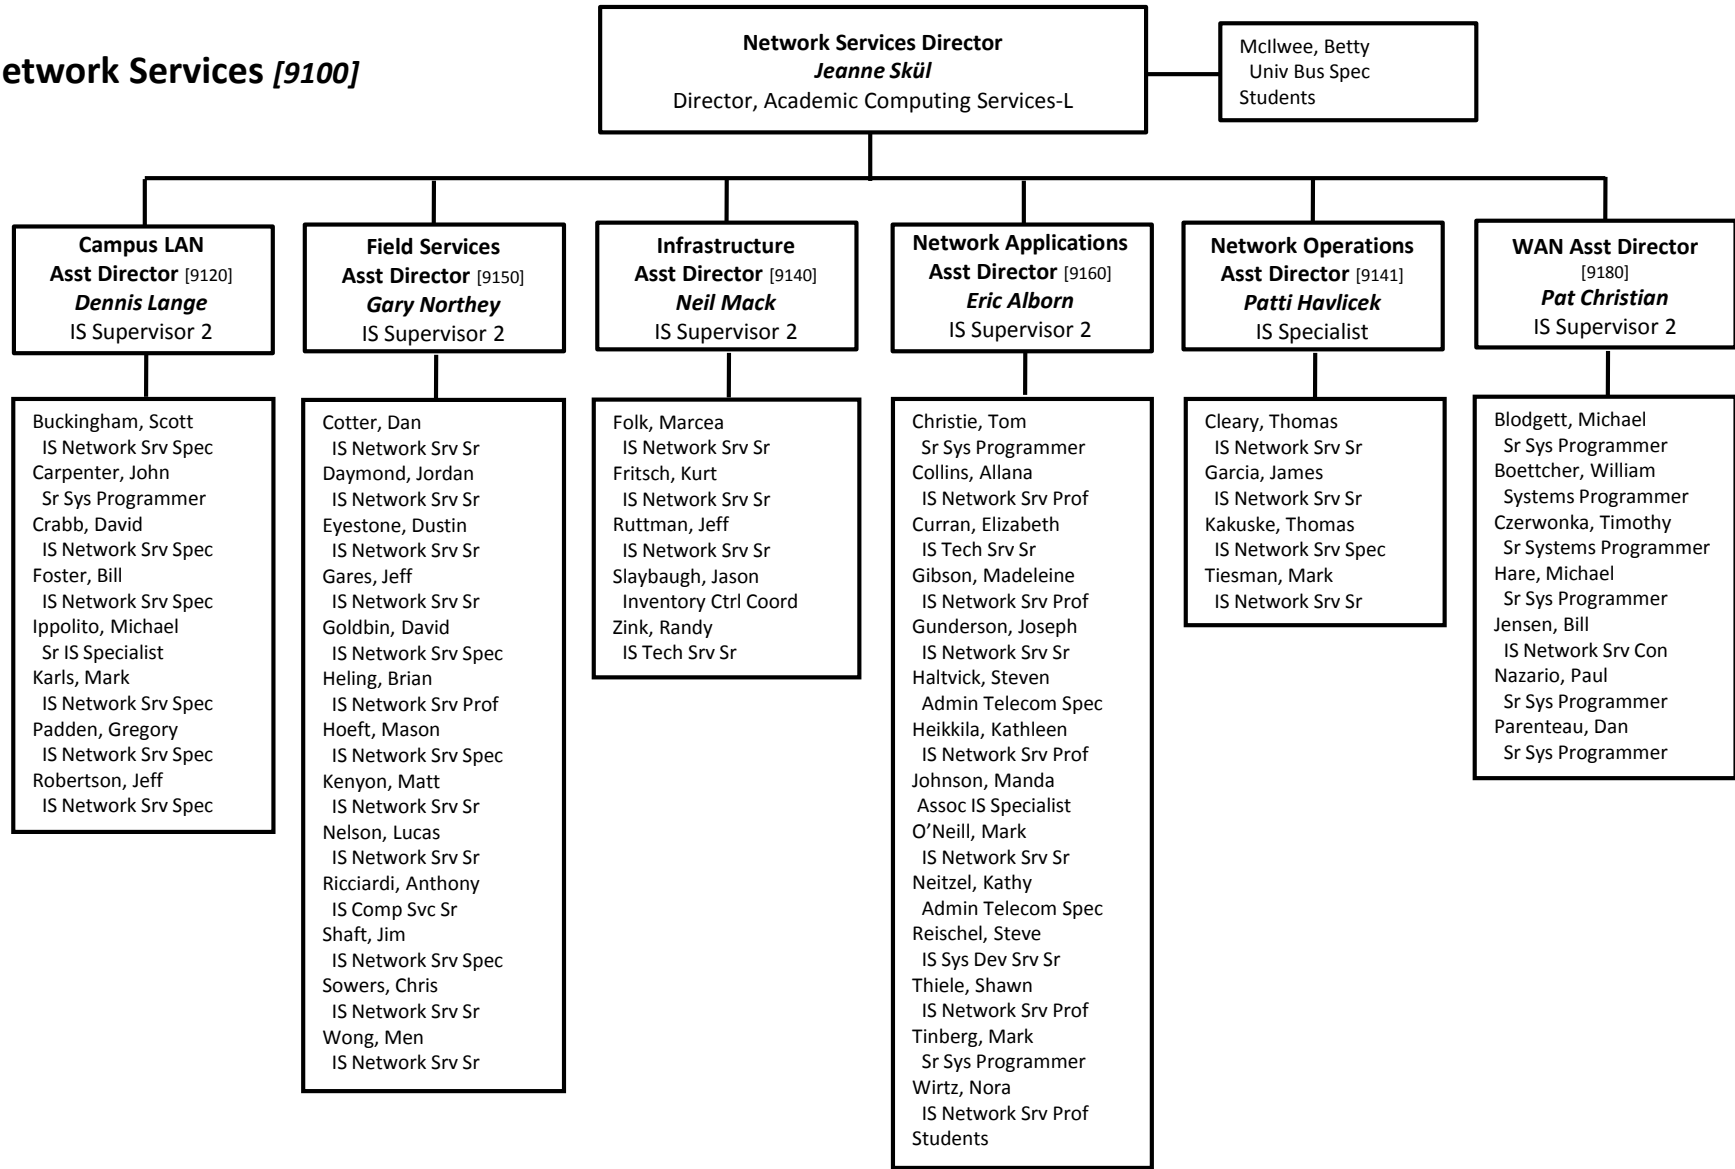 etwork Services [9100]
Network Services Director
Jeanne Skül
Director, Academic Computing Services-L
McIlwee, Betty
Univ Bus Spec
Students
Campus LAN
Asst Director [9120]
Dennis Lange
IS Supervisor 2
Field Services
Asst Director [9150]
Gary Northey
IS Supervisor 2
Infrastructure
Asst Director [9140]
Neil Mack
IS Supervisor 2
Network Applications
Asst Director [9160]
Eric Alborn
IS Supervisor 2
Network Operations
Asst Director [9141]
Patti Havlicek
IS Specialist
WAN Asst Director
[9180]
Pat Christian
IS Supervisor 2
Buckingham, Scott
IS Network Srv Spec
Carpenter, John
Sr Sys Programmer
Crabb, David
IS Network Srv Spec
Foster, Bill
IS Network Srv Spec
Ippolito, Michael
Sr IS Specialist
Karls, Mark
IS Network Srv Spec
Padden, Gregory
IS Network Srv Spec
Robertson, Jeff
IS Network Srv Spec
Cotter, Dan
IS Network Srv Sr
Daymond, Jordan
IS Network Srv Sr
Eyestone, Dustin
IS Network Srv Sr
Gares, Jeff
IS Network Srv Sr
Goldbin, David
IS Network Srv Spec
Heling, Brian
IS Network Srv Prof
Hoeft, Mason
IS Network Srv Spec
Kenyon, Matt
IS Network Srv Sr
Nelson, Lucas
IS Network Srv Sr
Ricciardi, Anthony
IS Comp Svc Sr
Shaft, Jim
IS Network Srv Spec
Sowers, Chris
IS Network Srv Sr
Wong, Men
IS Network Srv Sr
Folk, Marcea
IS Network Srv Sr
Fritsch, Kurt
IS Network Srv Sr
Ruttman, Jeff
IS Network Srv Sr
Slaybaugh, Jason
Inventory Ctrl Coord
Zink, Randy
IS Tech Srv Sr
Christie, Tom
Sr Sys Programmer
Collins, Allana
IS Network Srv Prof
Curran, Elizabeth
IS Tech Srv Sr
Gibson, Madeleine
IS Network Srv Prof
Gunderson, Joseph
IS Network Srv Sr
Haltvick, Steven
Admin Telecom Spec
Heikkila, Kathleen
IS Network Srv Prof
Johnson, Manda
Assoc IS Specialist
O’Neill, Mark
IS Network Srv Sr
Neitzel, Kathy
Admin Telecom Spec
Reischel, Steve
IS Sys Dev Srv Sr
Thiele, Shawn
IS Network Srv Prof
Tinberg, Mark
Sr Sys Programmer
Wirtz, Nora
IS Network Srv Prof
Students
Cleary, Thomas
IS Network Srv Sr
Garcia, James
IS Network Srv Sr
Kakuske, Thomas
IS Network Srv Spec
Tiesman, Mark
IS Network Srv Sr
Blodgett, Michael
Sr Sys Programmer
Boettcher, William
Systems Programmer
Czerwonka, Timothy
Sr Systems Programmer
Hare, Michael
Sr Sys Programmer
Jensen, Bill
IS Network Srv Con
Nazario, Paul
Sr Sys Programmer
Parenteau, Dan
Sr Sys Programmer